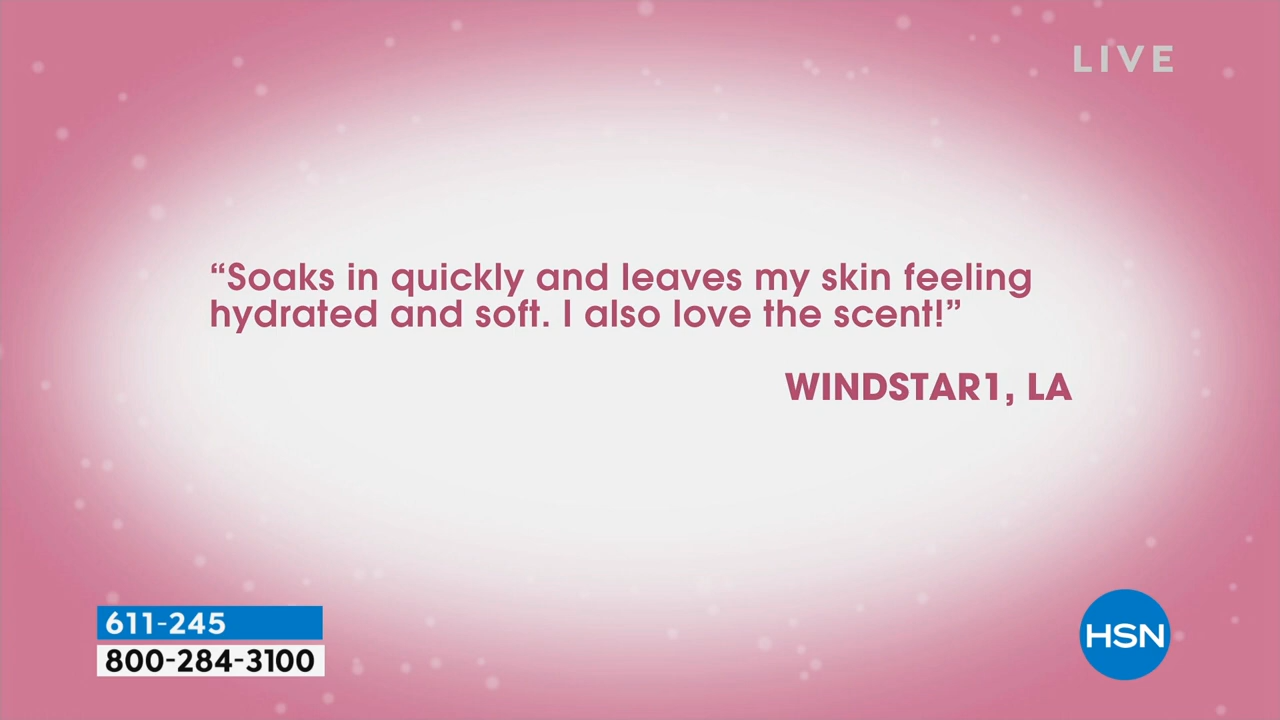 LIVE
“Soaks in quickly and leaves my skin feeling
hydrated and soft. I also love the scent!”
WINDSTAR1, LA
611-245
800-284-3100
HSN